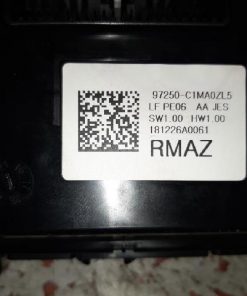 97250-C1MA0ZL5
LF PE06 AA JES
SW1.00 HW1.00
181226A0061
RMAZ